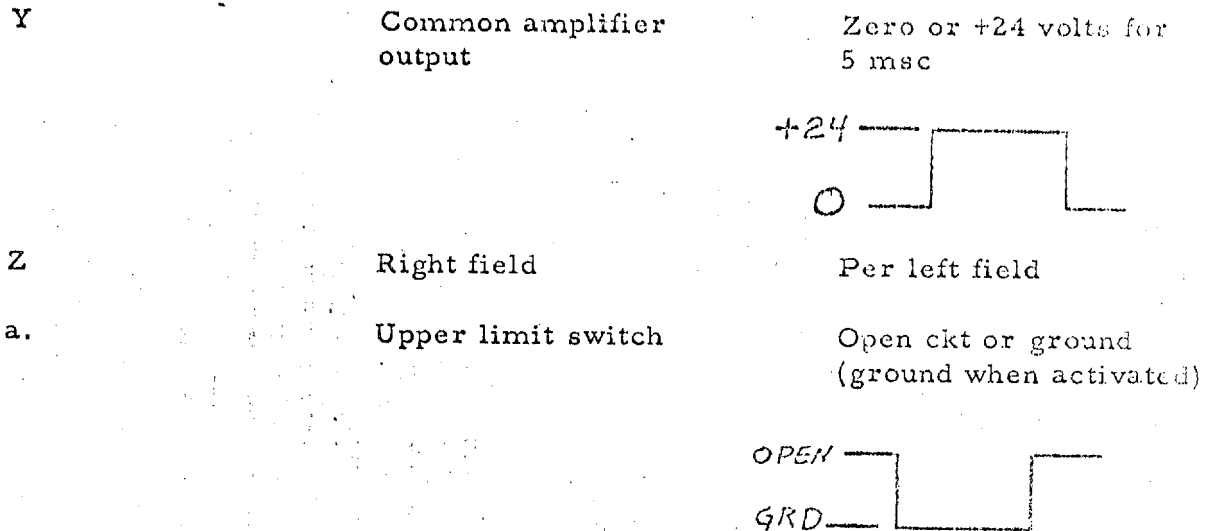 Y Common amplifier Zero or +24 volts for
output 5 msc
+24
0
Z Right field Per left field
a. Upper limit switch Open ckt or ground
(ground when activated)
OPEN
GRD